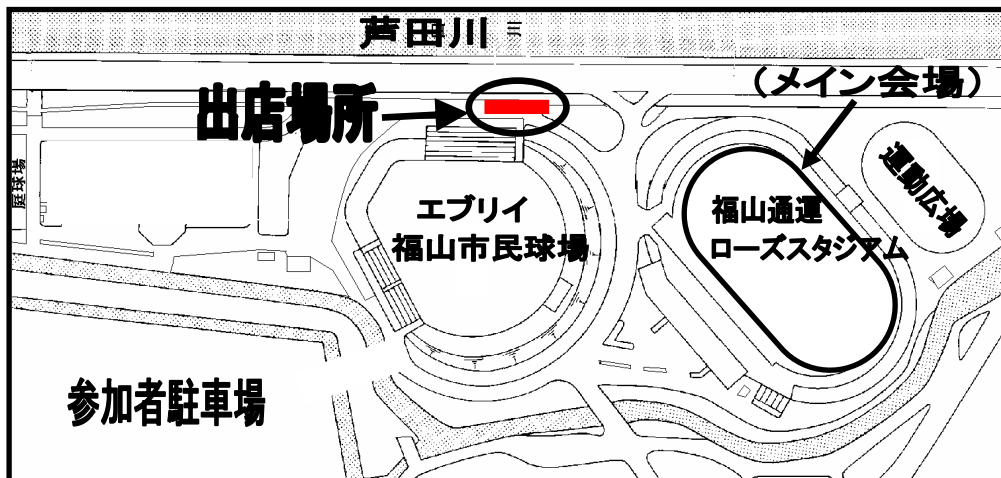 芦田川
出店場所
(メイン会場)
運動広場
庭球場
エブリイ
福山市民球場
福山通運
ローズスタジアム
参加者駐車場